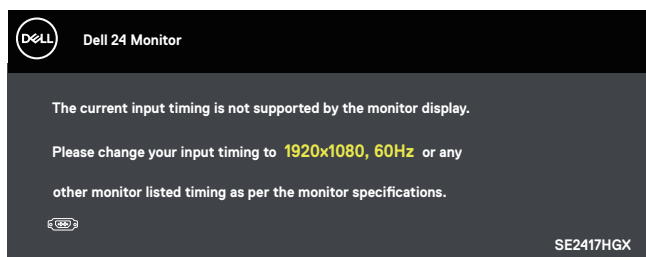 DELL
Dell 24 Monitor
The current input timing is not supported by the monitor display.
Please change your input timing to 1920x1080, 60Hz or any
other monitor listed timing as per the monitor specifications.
SE2417HGX